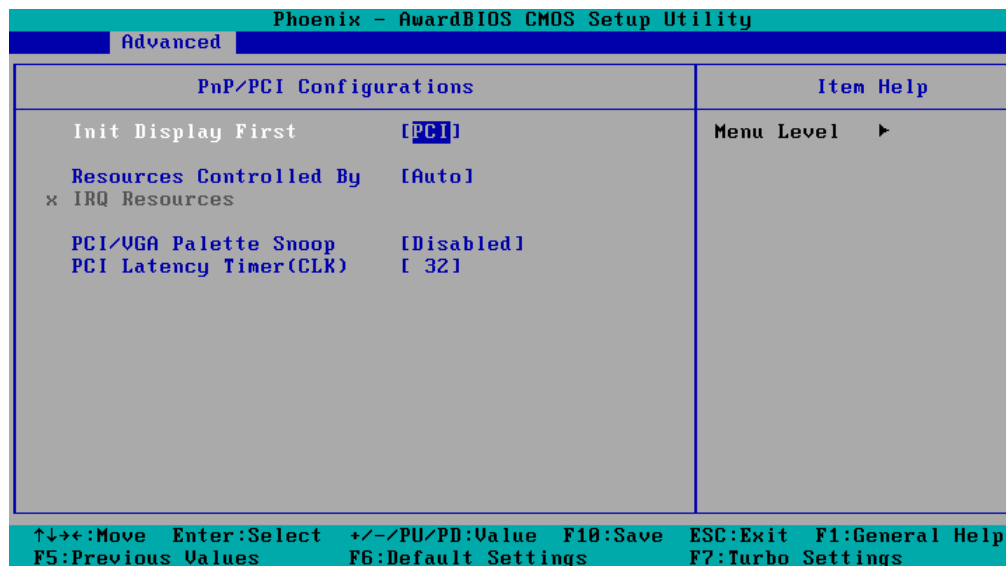 Phoenix - AwardBIOS CMOS Setup Utility
Advanced
PnP/PCI Configurations
Item Help
Init Display First [PCI]
Menu Level ►
Resources Controlled By [Auto]
x IRQ Resources
PCI/VGA Palette Snoop [Disabled]
PCI Latency Timer(CLK) [ 32]
↑↓→←:Move Enter:Select +/-/PU/PD:Value F10:Save ESC:Exit F1:General Help
F5:Previous Values F6:Default Settings F7:Turbo Settings